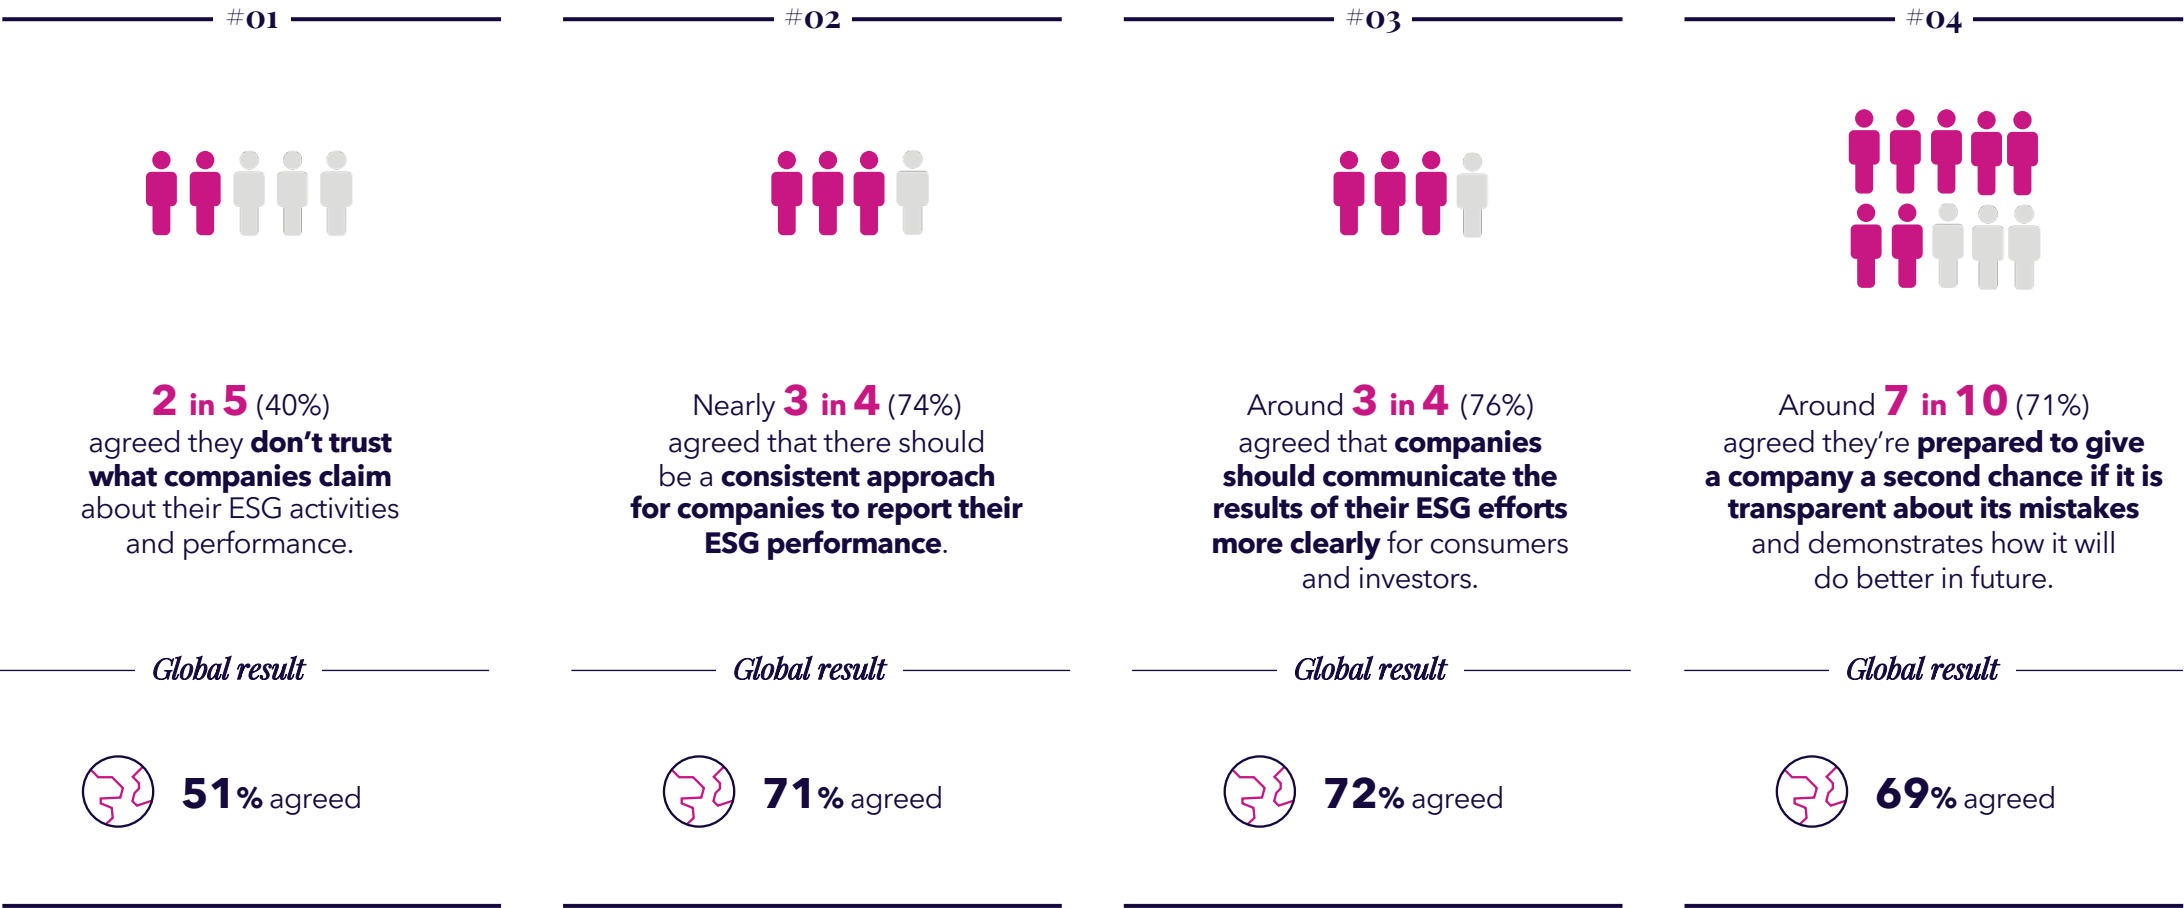 #01
2 in 5 (40%)
agreed they don't trust
what companies claim
about their ESG activities
and performance.
Global result
51% agreed
#02
Nearly 3 in 4 (74%)
agreed that there should
be a consistent approach
for companies to report their
ESG performance.
Global result
71% agreed
#03
Around 3 in 4 (76%)
agreed that companies
should communicate the
results of their ESG efforts
more clearly for consumers
and investors.
Global result
72% agreed
#04
Around 7 in 10 (71%)
agreed they’re prepared to give
a company a second chance if it is
transparent about its mistakes
and demonstrates how it will
do better in future.
Global result
69% agreed